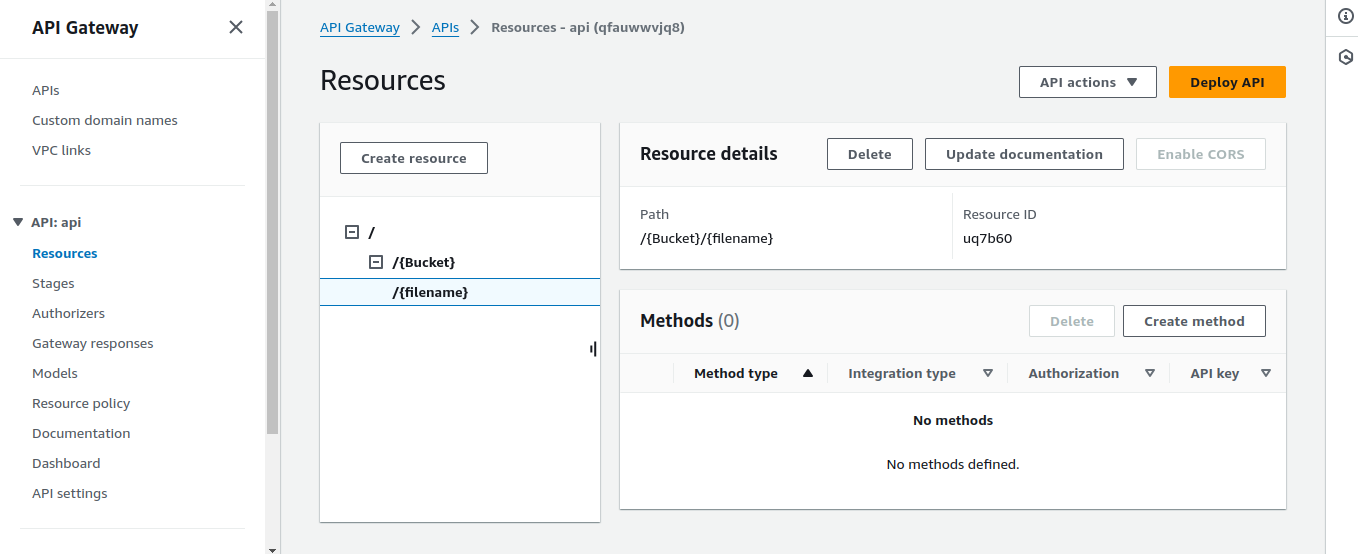 API Gateway
APIs
Custom domain names
VPC links
API: api
Resources
Stages
Authorizers
Gateway responses
Models
Resource policy
Documentation
Dashboard
API settings
API Gateway APIs Resources - api (qfauwwvjq8)
Resources
API actions
Deploy API
Create resource
/
/{Bucket}
/{filename}
Resource details
Delete
Update documentation
Enable CORS
Path
/{Bucket}/{filename}
Resource ID
uq7b60
Methods (0)
Delete
Create method
Method type Integration type Authorization API key
No methods
No methods defined.